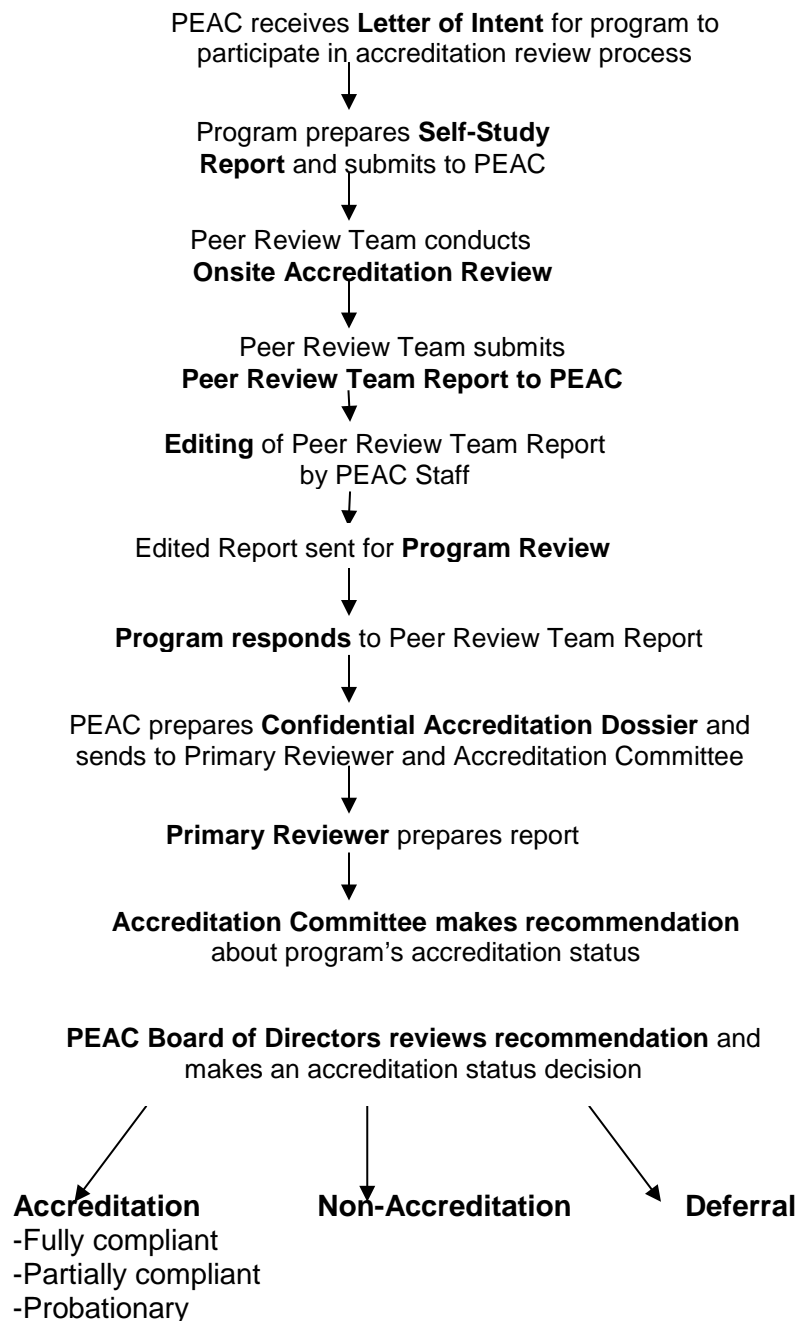 PEAC receives Letter of Intent for program to
participate in accreditation review process
Program prepares Self-Study
Report and submits to PEAC
Peer Review Team conducts
Onsite Accreditation Review
Peer Review Team submits
Peer Review Team Report to PEAC
Editing of Peer Review Team Report
by PEAC Staff
Edited Report sent for Program Review
Program responds to Peer Review Team Report
PEAC prepares Confidential Accreditation Dossier and
sends to Primary Reviewer and Accreditation Committee
Primary Reviewer prepares report
Accreditation Committee makes recommendation
about program's accreditation status
PEAC Board of Directors reviews recommendation and
makes an accreditation status decision
Accreditation
-Fully compliant
-Partially compliant
-Probationary
Non-Accreditation
Deferral